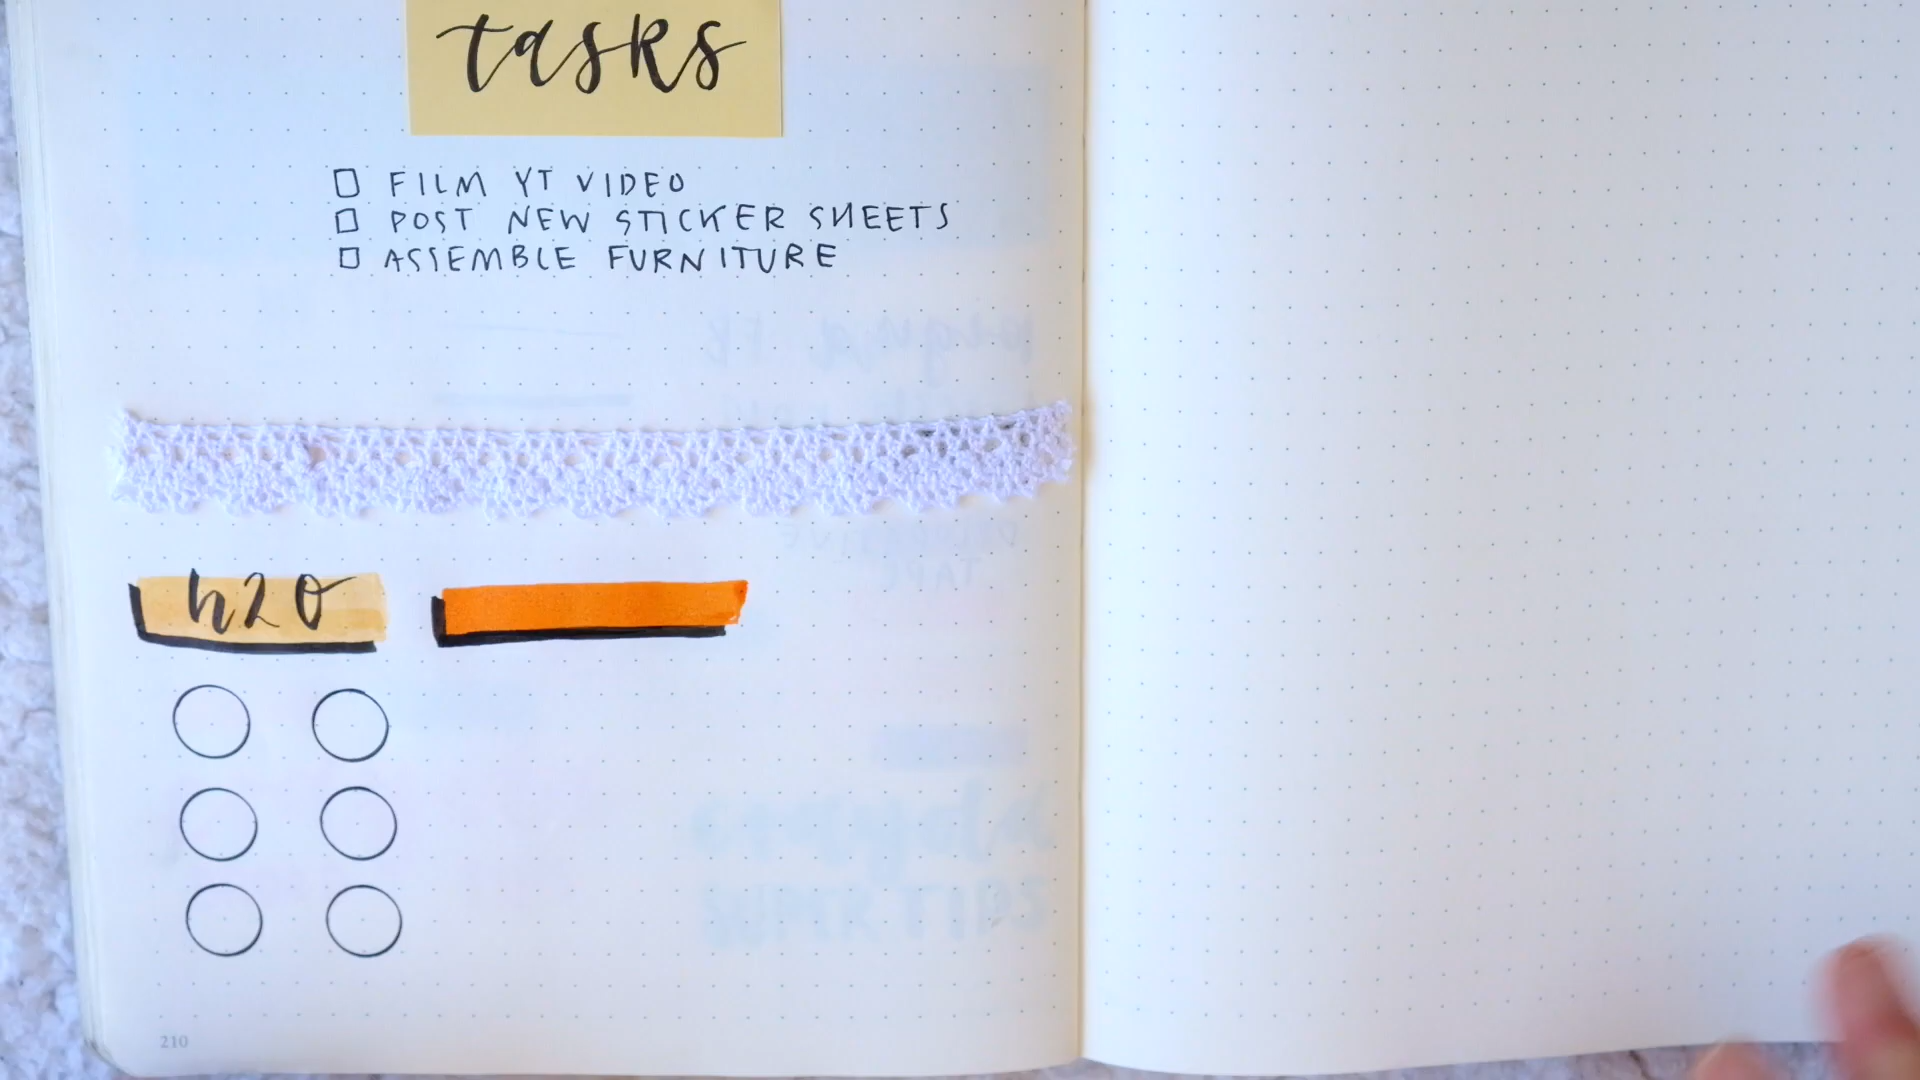 tasks
FILM YT VIDEO
POST NEW STICKER SHEETS
ASSEMBLE FURNITURE
h2o
210